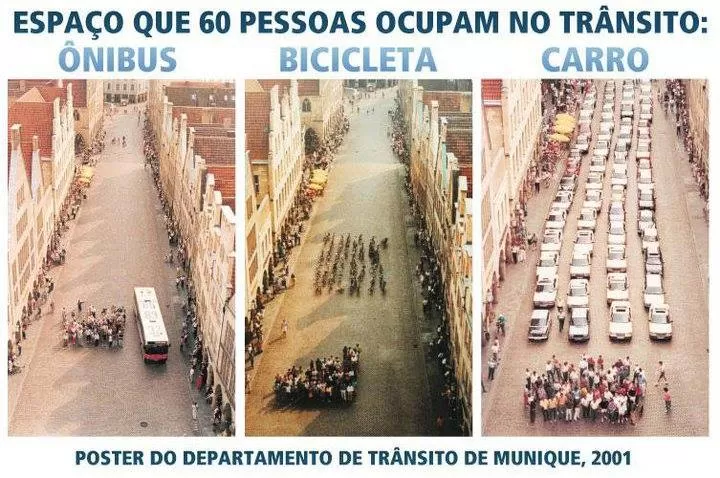 ESPAÇO QUE 60 PESSOAS OCUPAM NO TRÂNSITO:
ÔNIBUS BICICLETA CARRO
POSTER DO DEPARTAMENTO DE TRÂNSITO DE MUNIQUE, 2001